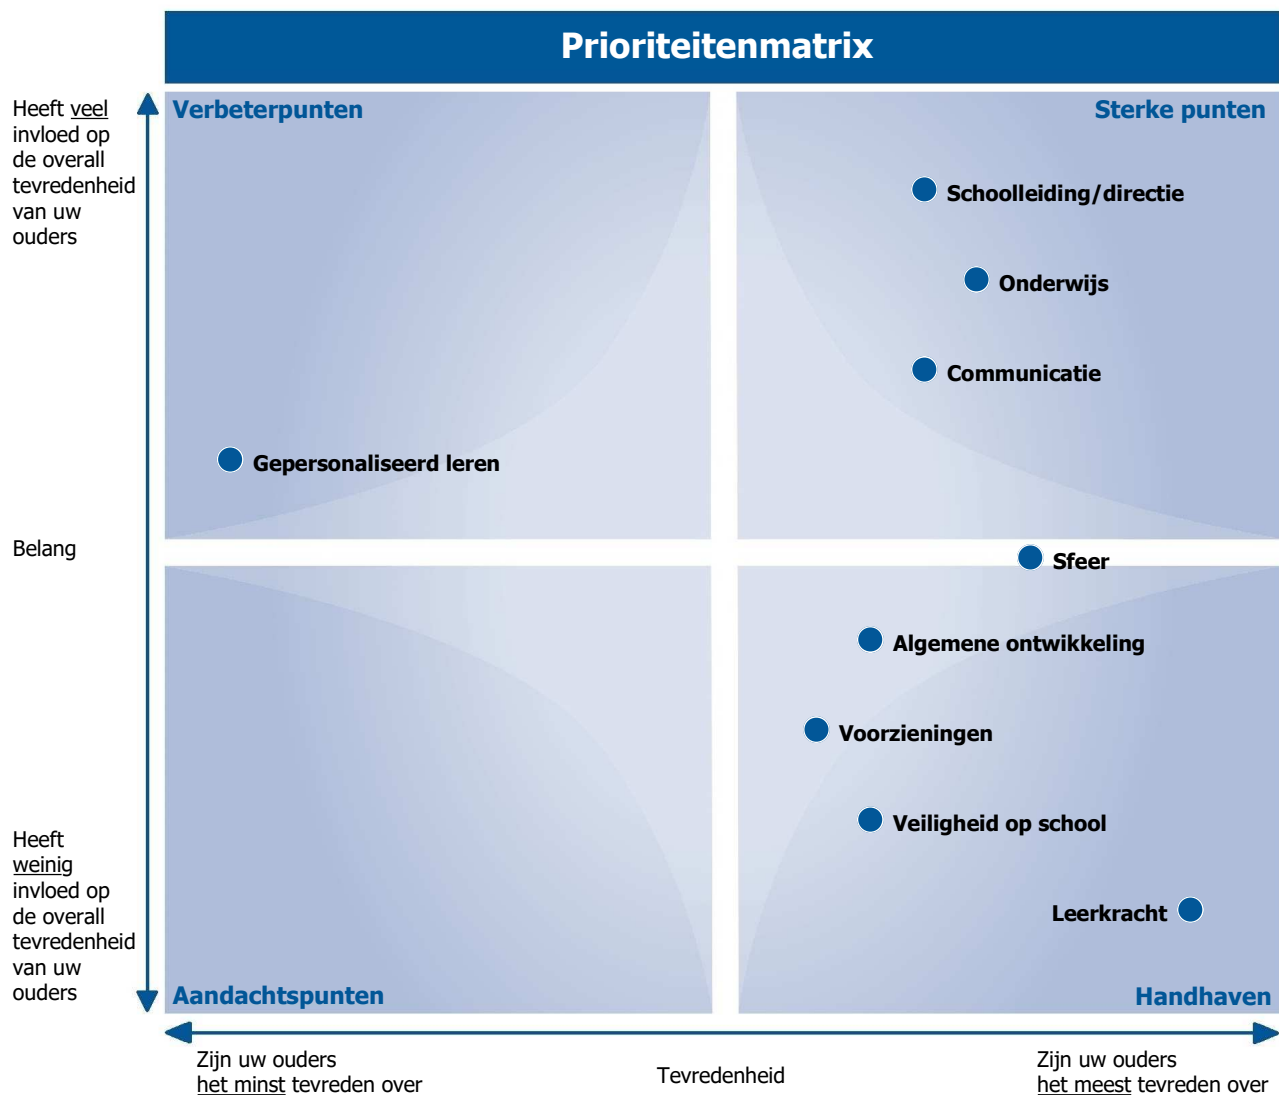 Prioriteitenmatrix
Heeft veel
invloed op
de overall
tevredenheid
van uw
ouders
Verbeterpunten
Sterke punten
Schoolleiding/directie
Onderwijs
Communicatie
Gepersonaliseerd leren
Belang
Sfeer
Algemene ontwikkeling
Voorzieningen
Veiligheid op school
Leerkracht
Heeft
weinig
invloed op
de overall
tevredenheid
van uw
ouders
Aandachtspunten
Handhaven
Zijn uw ouders
het minst tevreden over
Tevredenheid
Zijn uw ouders
het meest tevreden over